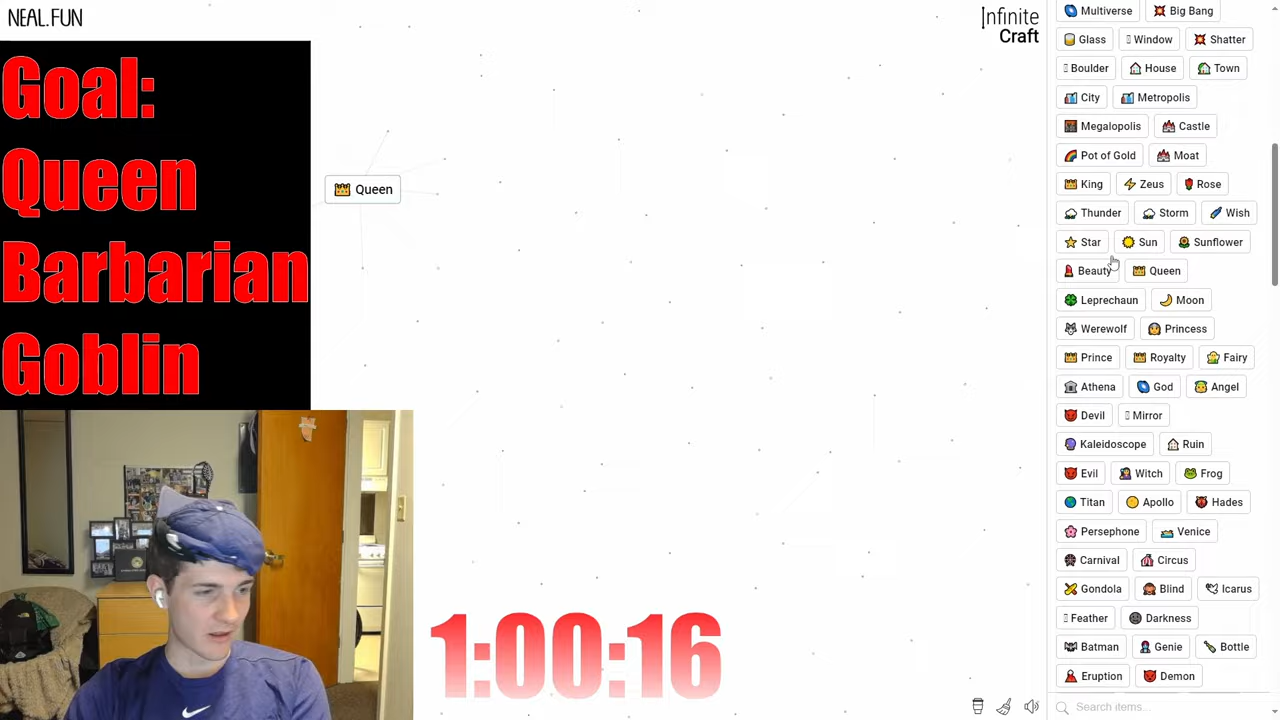 NEAL.FUN
Infinite
Craft
Goal:
Queen
Barbarian
Goblin
Queen
1:00:16
Multiverse Big Bang
Glass Window Shatter
Boulder House Town
City Metropolis
Megalopolis Castle
Pot of Gold Moat
King Zeus Rose
Thunder Storm Wish
Star Sun Sunflower
Beauty Queen
Leprechaun Moon
Werewolf Princess
Prince Royalty Fairy
Athena God Angel
Devil Mirror
Kaleidoscope Ruin
Evil Witch Frog
Titan Apollo Hades
Persephone Venice
Carnival Circus
Gondola Blind Icarus
Feather Darkness
Batman Genie Bottle
Eruption Demon
Search items...